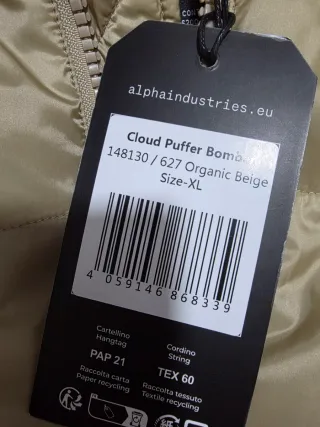 alphaindustries.eu
Cloud Puffer
148130 / 627 Organic Beige
Size-XL
4 059146 868339
Cartellino
Hangtag
PAP 21
Raccolta carta
Paper recycling
Cordino
String
TEX 60
Raccolta tessuto
Textile recycling